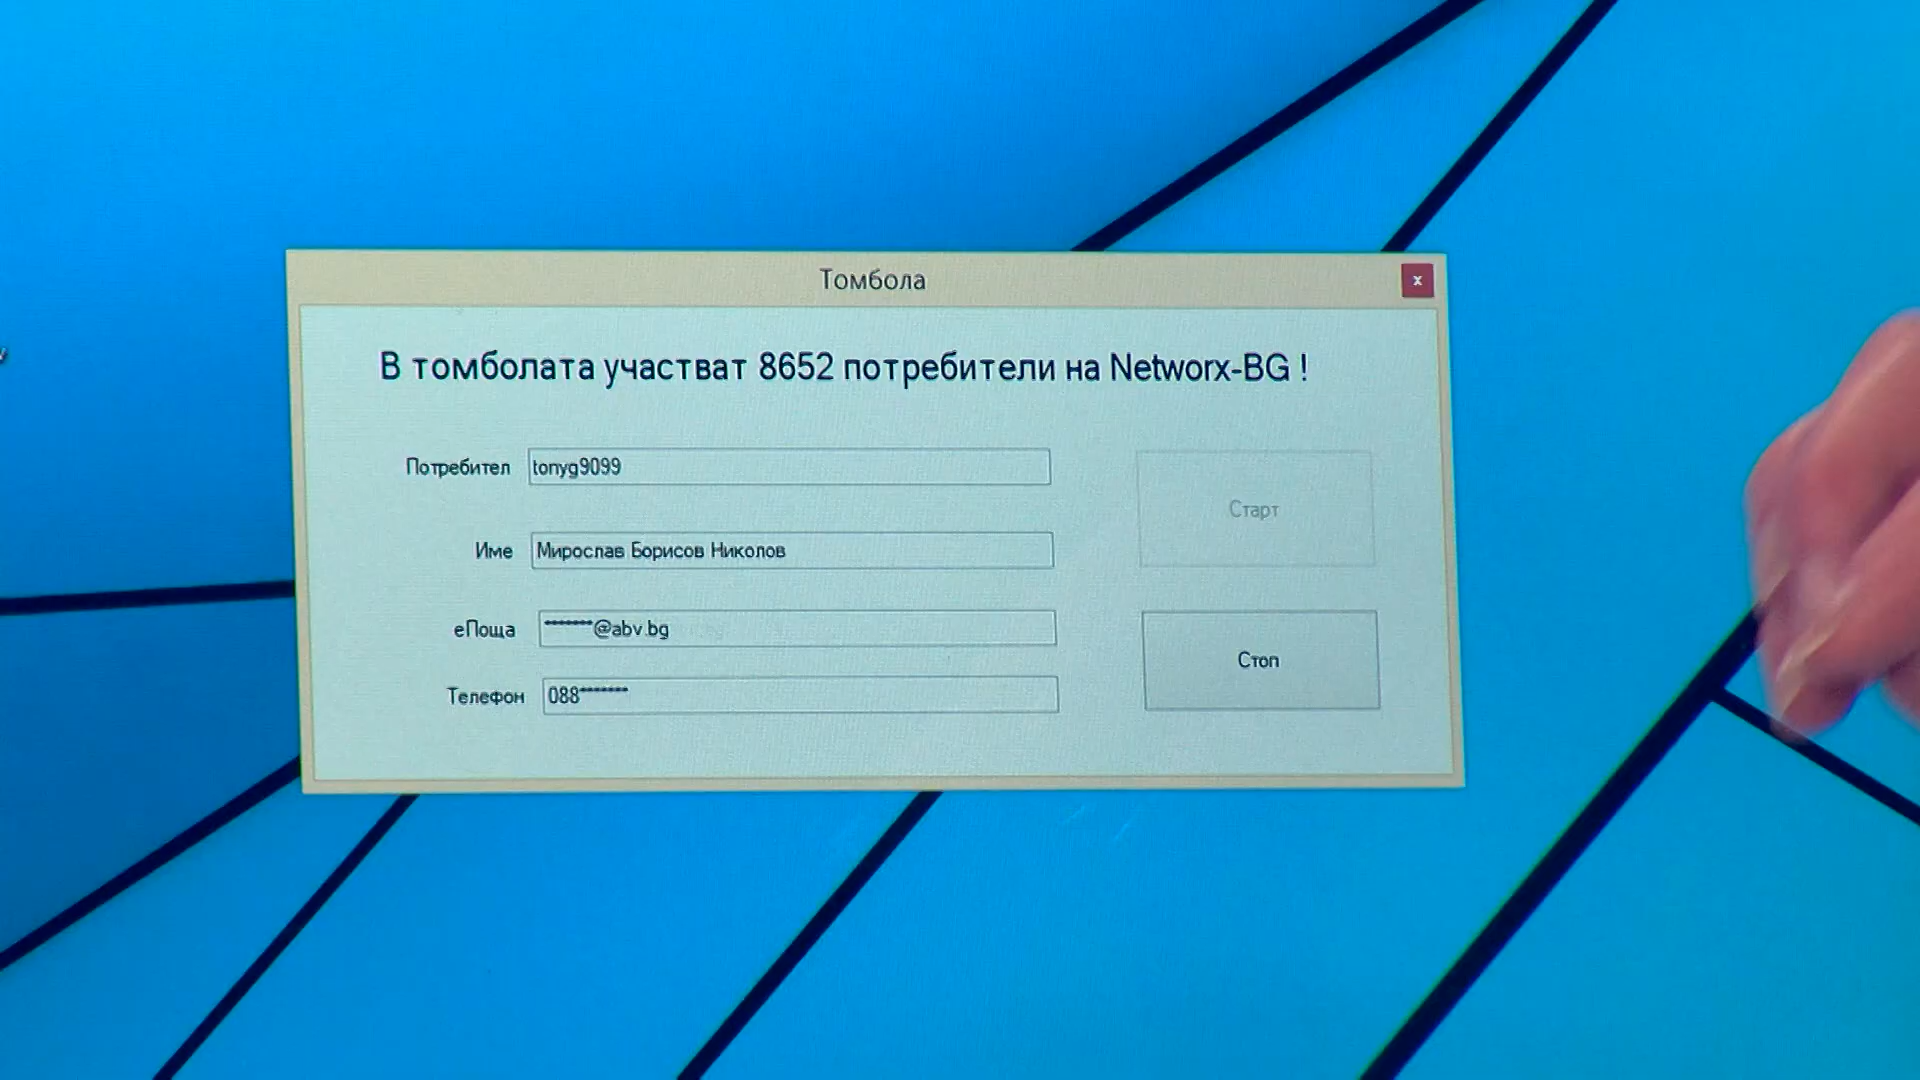 Томбола
x
В томболата участват 8652 потребители на Networx-BG !
Потребител tonyg9099
Старт
Име Мирослав Борисов Николов
еПоща *******@abv.bg
Стоп
Телефон 088*******